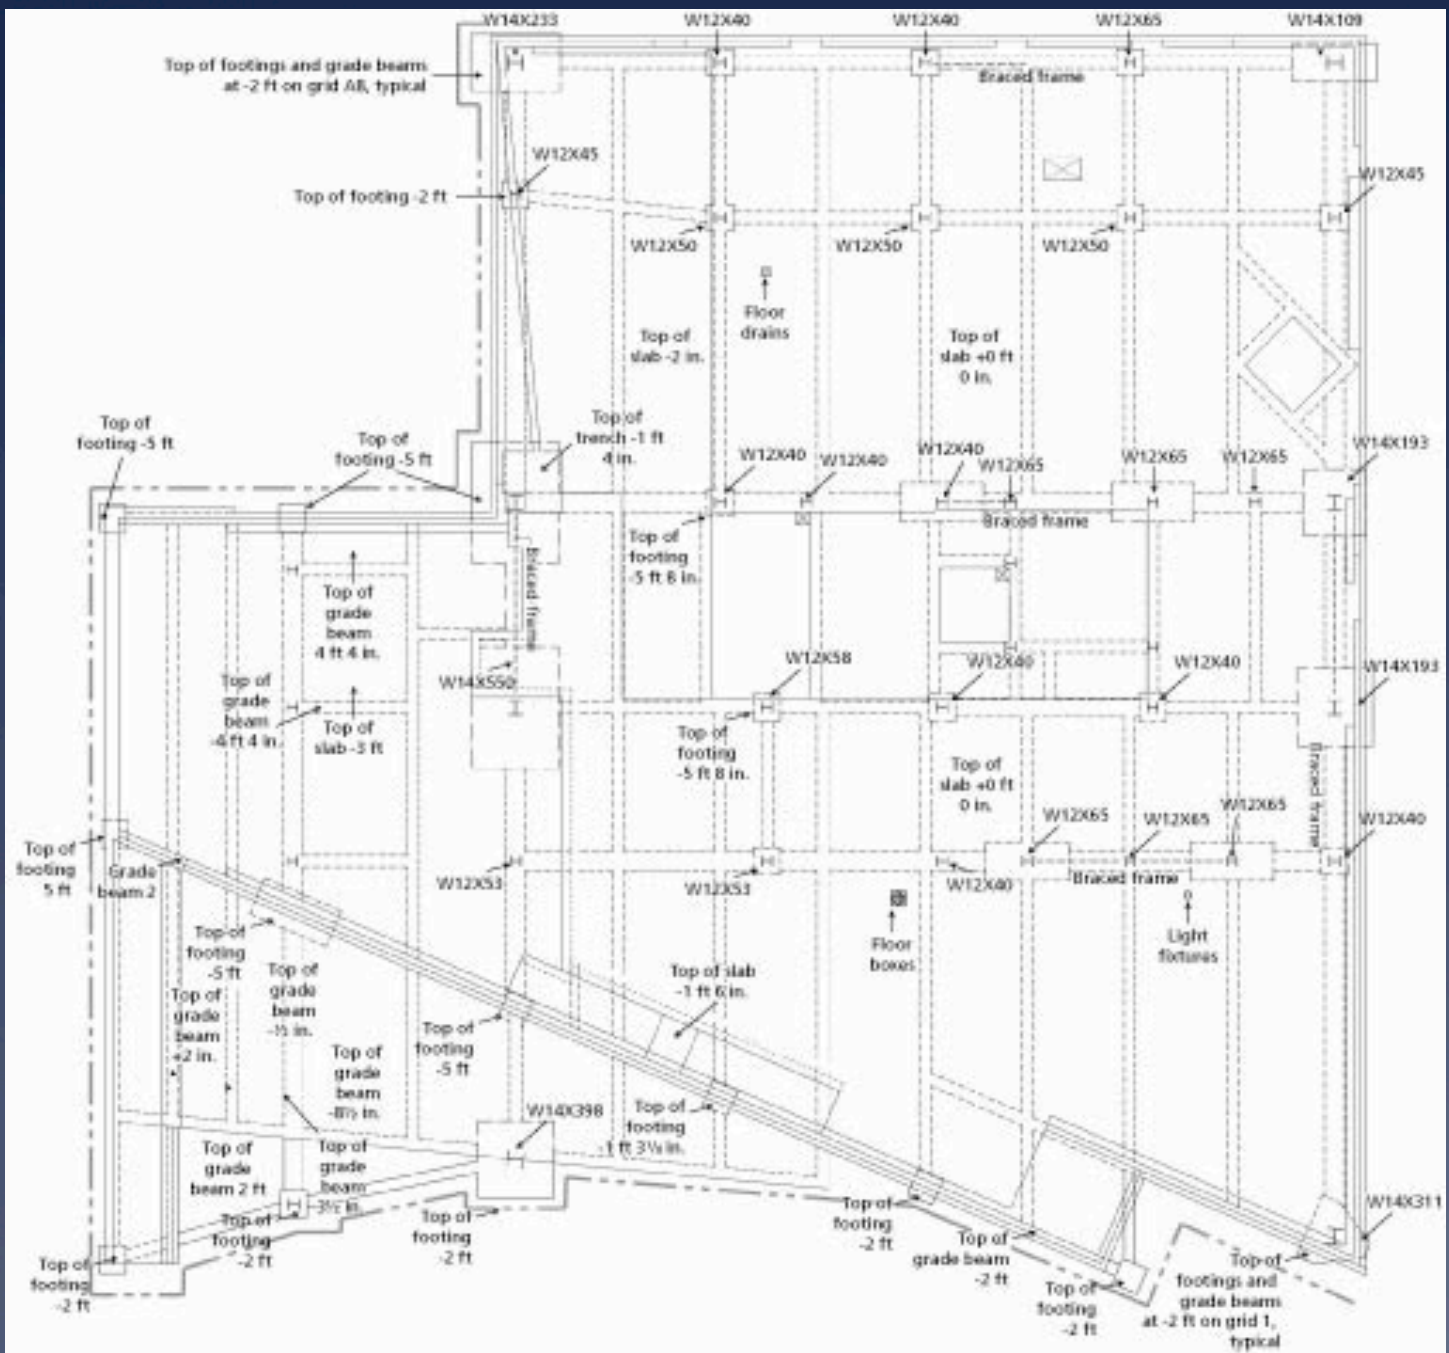 W14X233
W12X40
W12X40
W12X65
W14X109
Top of footings and grade beams
at -2 ft on grid A8, typical
Braced frame
W12X45
Top of footing -2 ft
W12X45
W12X50
W12X50
W12X50
Floor
drains
Top of
slab -2 in.
Top of
slab +0 ft
0 in.
Top of
footing -5 ft
Top of
footing -5 ft
Top of
trench -1 ft
4 in.
W12X40
W12X40
W12X40
W12X65
W12X65
W12X65
W14X193
Braced frame
Top of
footing
-5 ft 8 in.
Braced frame
Top of
grade
beam
4 ft 4 in.
W14X550
W12X58
W12X40
W12X40
W14X193
Top of
grade
beam
-4 ft 4 in.
Top of
slab -3 ft
Top of
footing
-5 ft 8 in.
Top of
slab +0 ft
0 in.
Braced frame
W12X65
W12X65
W12X65
W12X40
Top of
footing
5 ft
Grade
beam 2
W12X53
W12X53
W12X40
Braced frame
Top of
footing
-5 ft
Floor
boxes
Light
fixtures
Top of
grade
beam
-½ in.
Top of slab
-1 ft 6 in.
Top of
grade
beam
+2 in.
Top of
footing
-5 ft
Top of
grade
beam
-8½ in.
W14X398
Top of
footing
-1 ft 3⅛ in.
Top of
grade
beam 2 ft
Top of
grade
beam
3½ in.
Top of
footing
-2 ft
Top of
footing
-2 ft
Top of
footing
-2 ft
Top of
footing
-2 ft
Top of
grade beam
-2 ft
Top of
footing
-2 ft
W14X311
Top of
footings and
grade beams
at -2 ft on grid 1,
typical